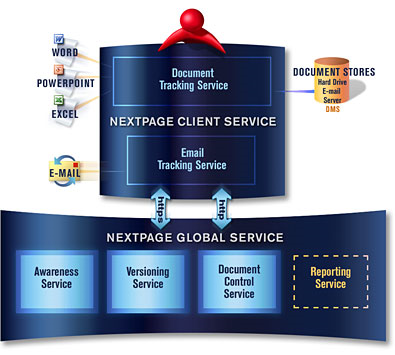 WORD
POWERPOINT
EXCEL
Document
Tracking Service
DOCUMENT STORES
Hard Drive
E-mail
Server
DMS
NEXTPAGE CLIENT SERVICE
E-MAIL
Email
Tracking Service
https
http
NEXTPAGE GLOBAL SERVICE
Awareness
Service
Versioning
Service
Document
Control
Service
Reporting
Service